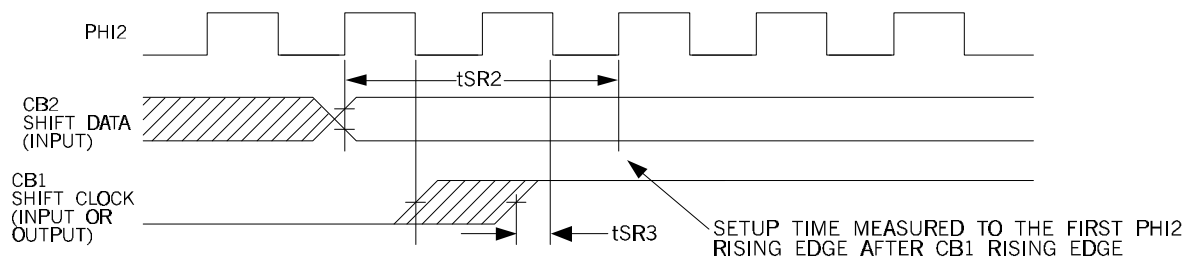 PHI2
tSR2
CB2
SHIFT DATA
(INPUT)
CB1
SHIFT CLOCK
(INPUT OR
OUTPUT)
tSR3
SETUP TIME MEASURED TO THE FIRST PHI2
RISING EDGE AFTER CB1 RISING EDGE